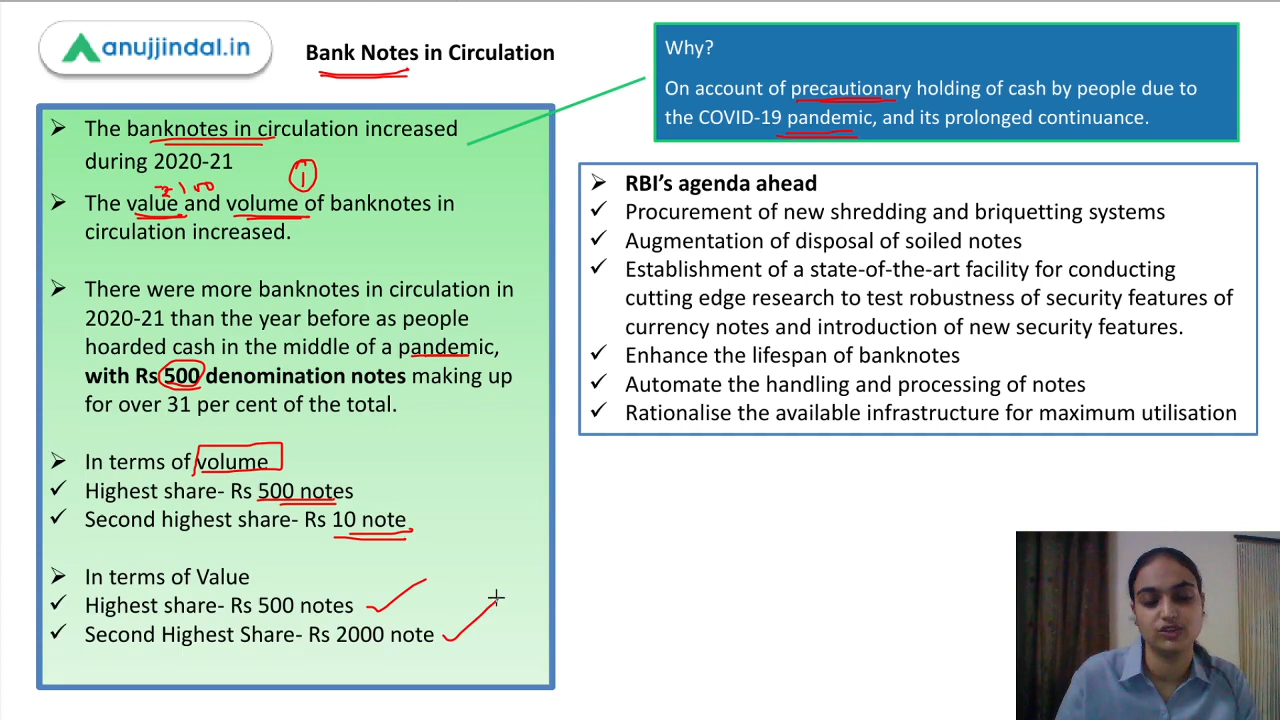 anujjindal.in
Bank Notes in Circulation
Why?
On account of precautionary holding of cash by people due to
the COVID-19 pandemic, and its prolonged continuance.
➤ The banknotes in circulation increased
during 2020-21
1
₹ 100
➤ The value and volume of banknotes in
circulation increased.
➤ There were more banknotes in circulation in
2020-21 than the year before as people
hoarded cash in the middle of a pandemic,
with Rs 500 denomination notes making up
for over 31 per cent of the total.
➤ In terms of volume
✓ Highest share- Rs 500 notes
✓ Second highest share- Rs 10 note
➤ In terms of Value
✓ Highest share- Rs 500 notes
✓ Second Highest Share- Rs 2000 note
➤ RBI's agenda ahead
✓ Procurement of new shredding and briquetting systems
✓ Augmentation of disposal of soiled notes
✓ Establishment of a state-of-the-art facility for conducting
cutting edge research to test robustness of security features of
currency notes and introduction of new security features.
✓ Enhance the lifespan of banknotes
✓ Automate the handling and processing of notes
✓ Rationalise the available infrastructure for maximum utilisation